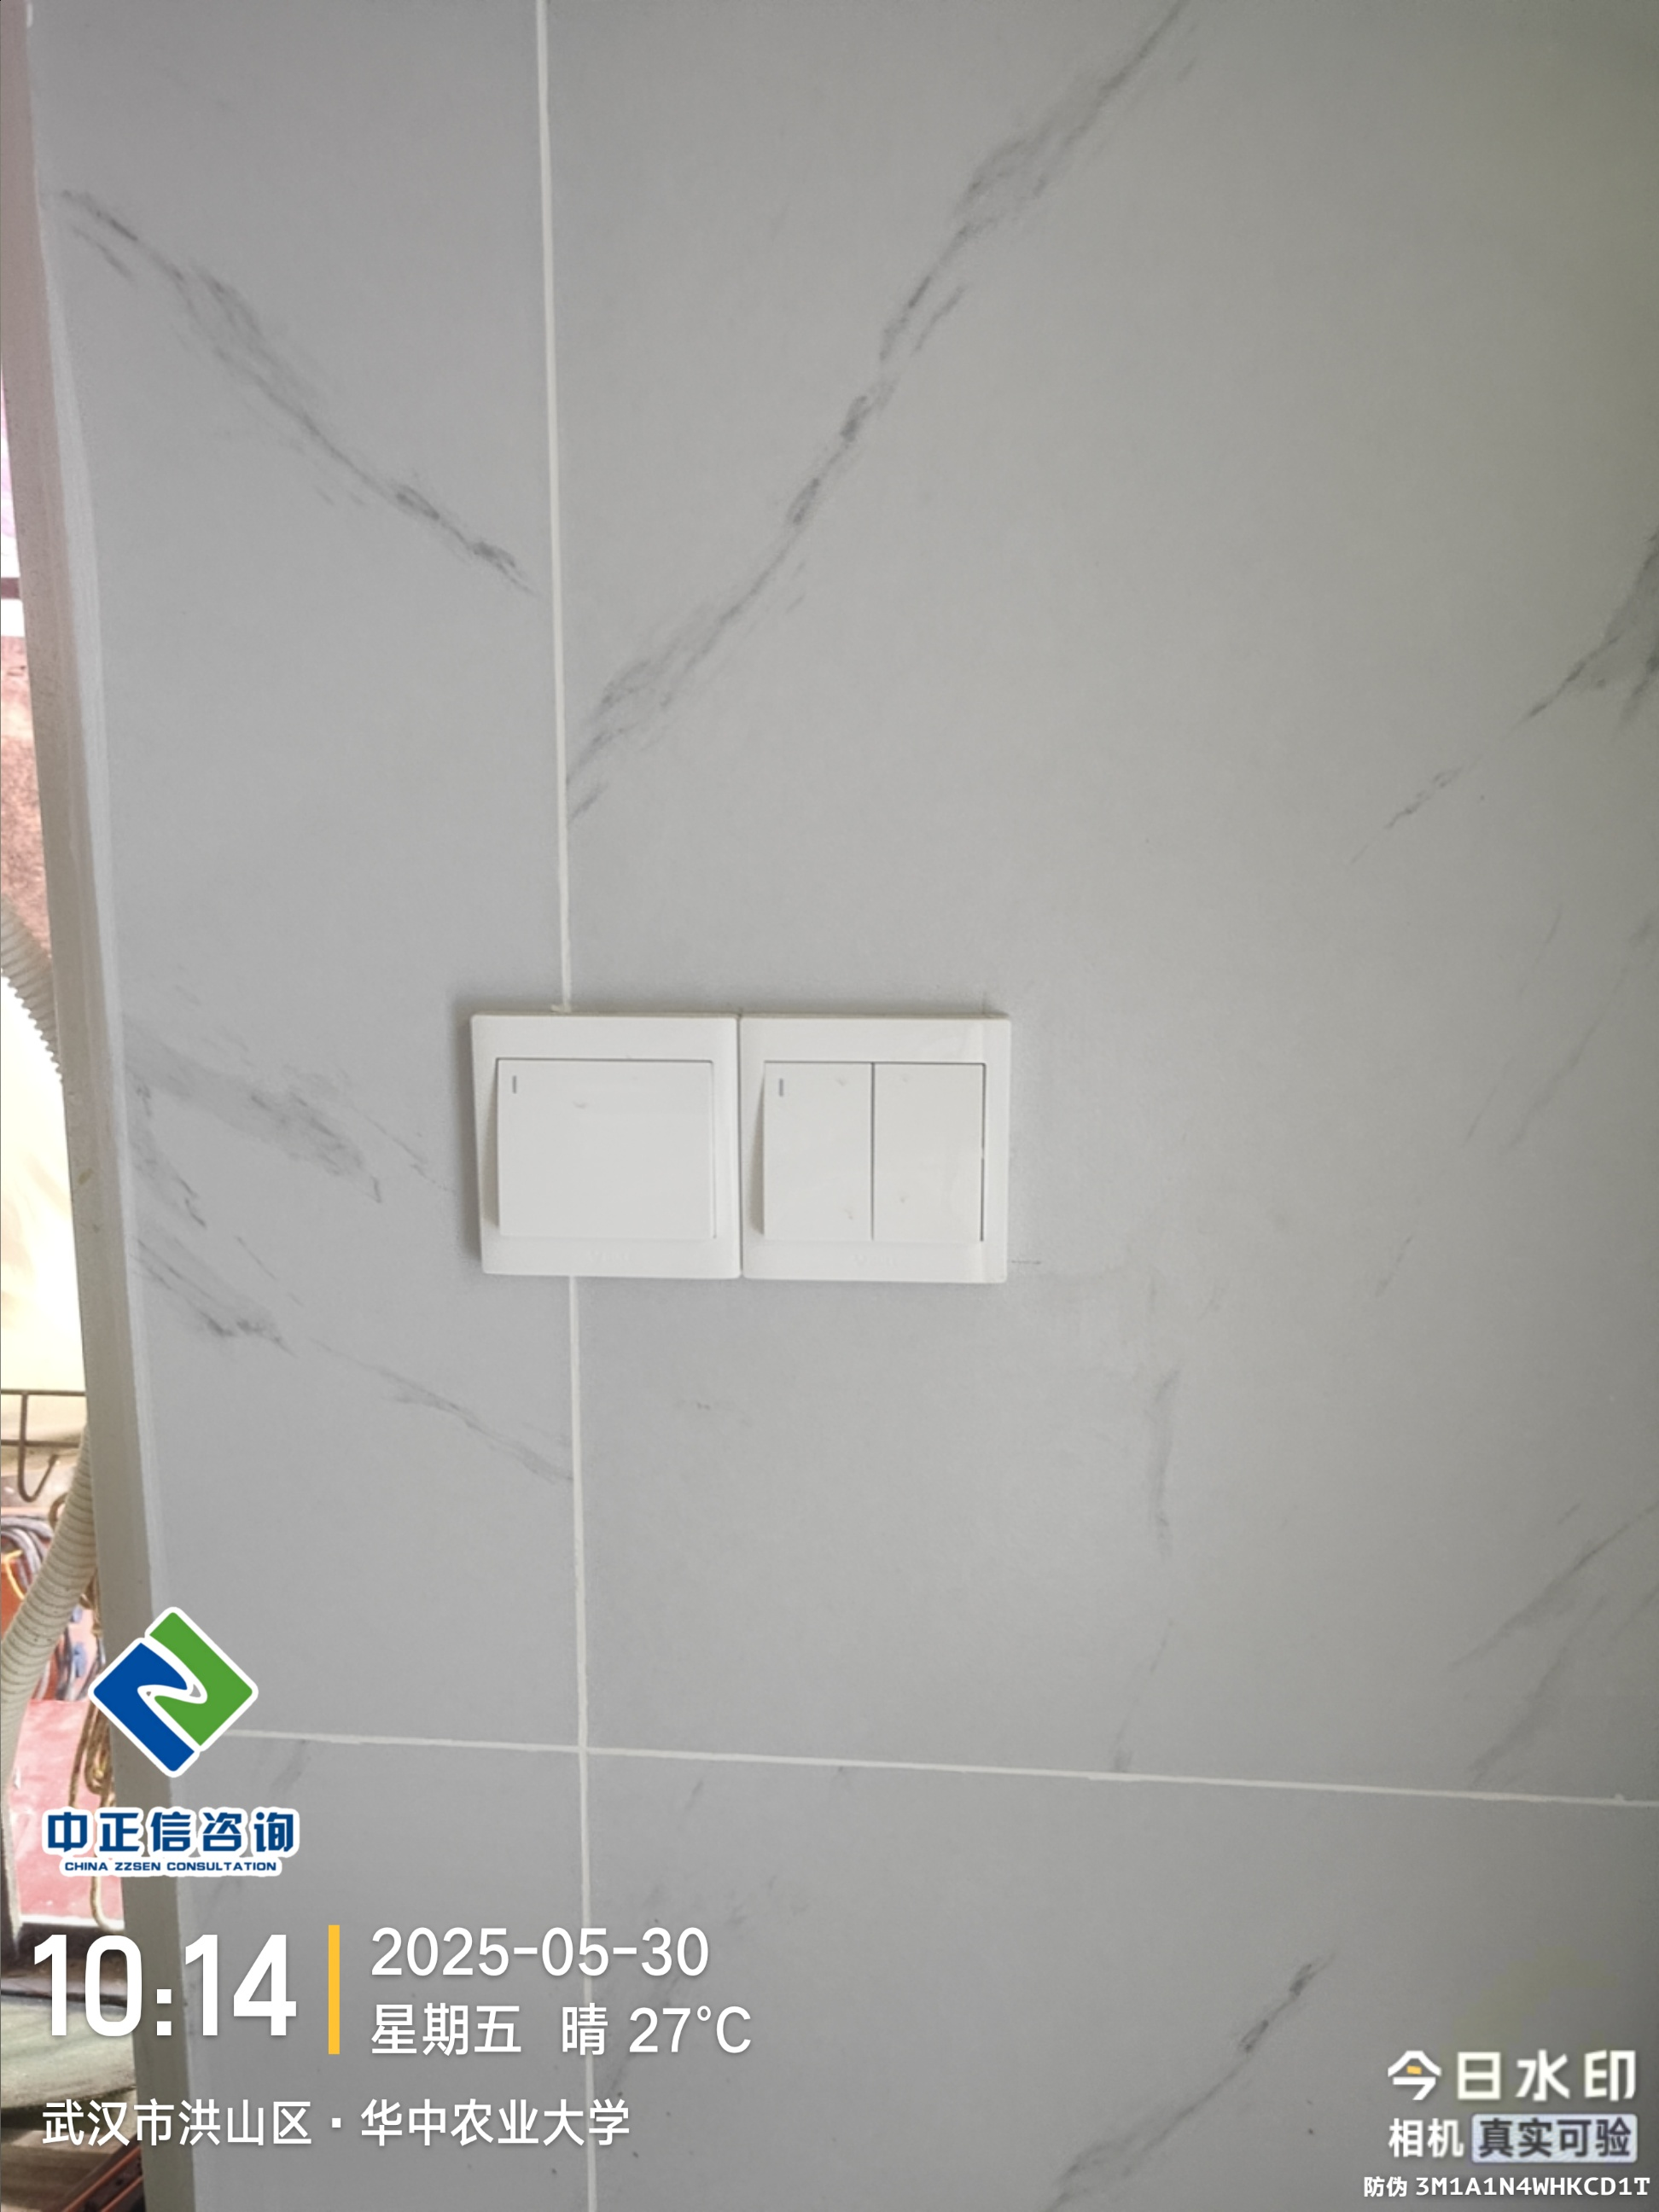 中正信咨询
CHINA ZZSEN CONSULTATION
10:14
2025-05-30
星期五 晴 27°C
武汉市洪山区·华中农业大学
今日水印
相机 真实可验
防伪 3M1A1N4WHKCD1T